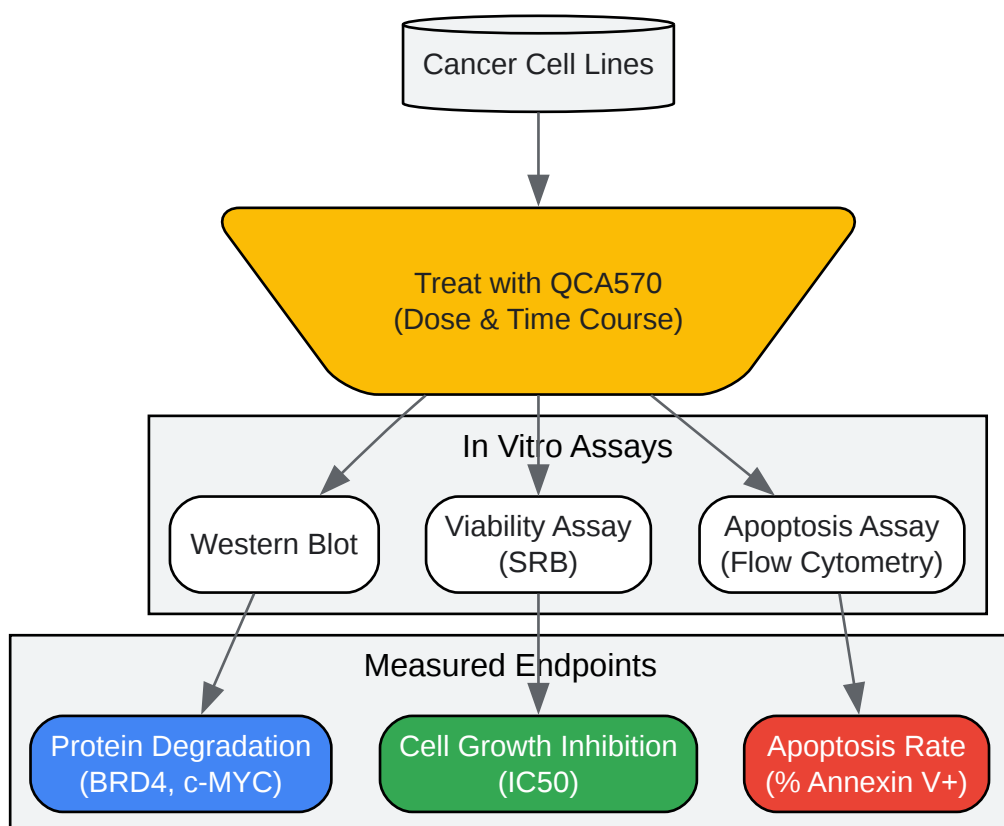 Cancer Cell Lines
Treat with QCA570
(Dose & Time Course)
In Vitro Assays
Western Blot
Viability Assay
(SRB)
Apoptosis Assay
(Flow Cytometry)
Measured Endpoints
Protein Degradation
(BRD4, c-MYC)
Cell Growth Inhibition
(IC50)
Apoptosis Rate
(% Annexin V+)